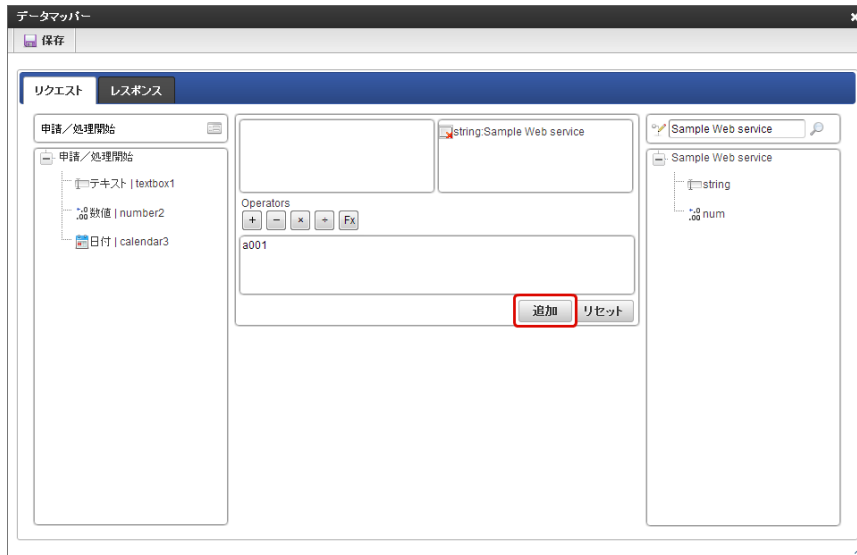 データマッパー
保存
リクエスト レスポンス
申請／処理開始
申請／処理開始
テキスト | textbox1
数値 | number2
日付 | calendar3
string:Sample Web service
Operators
+ − × ÷ Fx
a001
追加 リセット
Sample Web service
Sample Web service
string
num